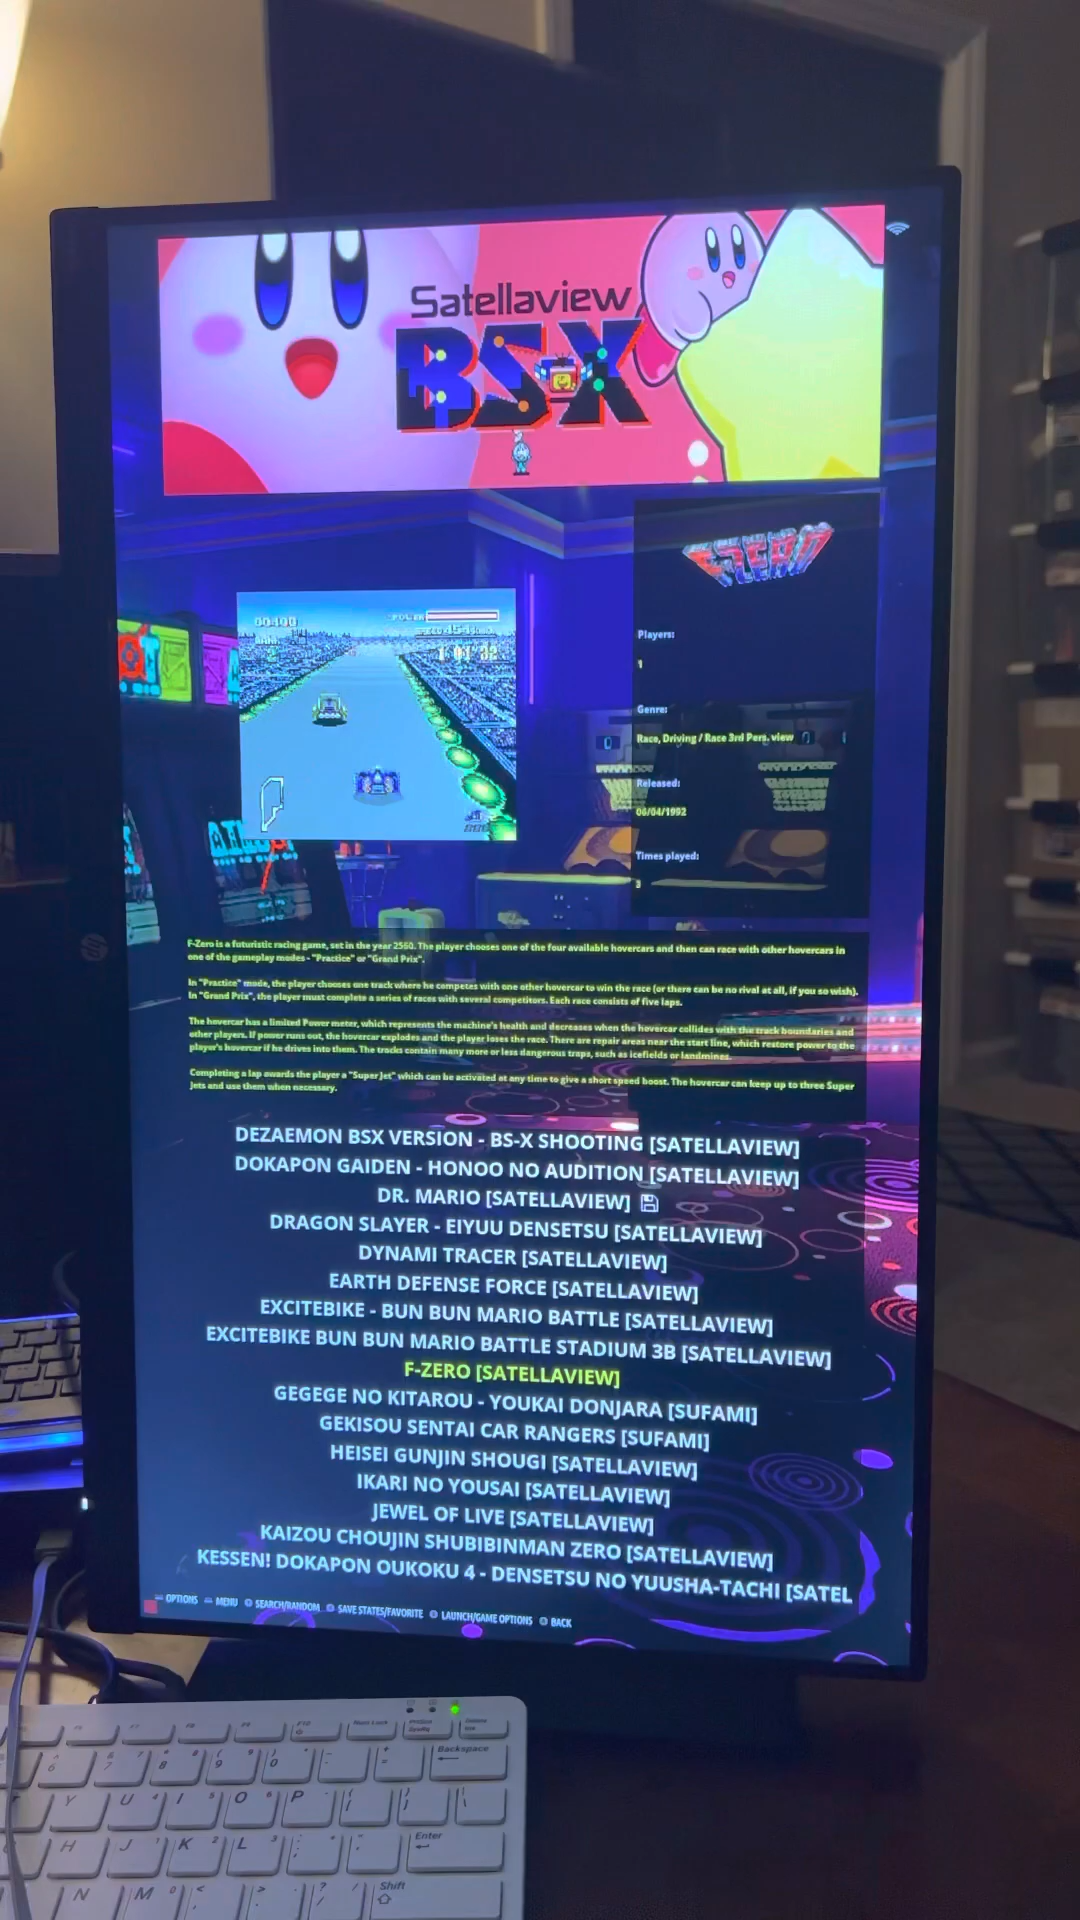 Satellaview
BS-X
F-ZERO
POWER
Players:
1
Genre:
Race, Driving / Race 3rd Pers. view
Released:
08/04/1992
Times played:
3
F-Zero is a futuristic racing game, set in the year 2560. The player chooses one of the four available hovercars and then can race with other hovercars in
one of the gameplay modes - "Practice" or "Grand Prix".
In "Practice" mode, the player chooses one track where he competes with one other hovercar to win the race (or there can be no rival at all, if you so wish).
In "Grand Prix", the player must complete a series of races with several competitors. Each race consists of five laps.
The hovercar has a limited Power meter, which represents the machine's health and decreases when the hovercar collides with the track boundaries and
other players. If power runs out, the hovercar explodes and the player loses the race. There are repair areas near the start line, which restore power to the
player's hovercar if he drives into them. The tracks contain many more or less dangerous traps, such as icefields or landmines.
Completing a lap awards the player a "Super Jet" which can be activated at any time to give a short speed boost. The hovercar can keep up to three Super
Jets and use them when necessary.
DEZAEMON BSX VERSION - BS-X SHOOTING [SATELLAVIEW]
DOKAPON GAIDEN - HONOO NO AUDITION [SATELLAVIEW]
DR. MARIO [SATELLAVIEW]
DRAGON SLAYER - EIYUU DENSETSU [SATELLAVIEW]
DYNAMI TRACER [SATELLAVIEW]
EARTH DEFENSE FORCE [SATELLAVIEW]
EXCITEBIKE - BUN BUN MARIO BATTLE [SATELLAVIEW]
EXCITEBIKE BUN BUN MARIO BATTLE STADIUM 3B [SATELLAVIEW]
F-ZERO [SATELLAVIEW]
GEGEGE NO KITAROU - YOUKAI DONJARA [SUFAMI]
GEKISOU SENTAI CAR RANGERS [SUFAMI]
HEISEI GUNJIN SHOUGI [SATELLAVIEW]
IKARI NO YOUSAI [SATELLAVIEW]
JEWEL OF LIVE [SATELLAVIEW]
KAIZOU CHOUJIN SHUBIBINMAN ZERO [SATELLAVIEW]
KESSEN! DOKAPON OUKOKU 4 - DENSETSU NO YUUSHA-TACHI [SATEL
OPTIONS MENU SEARCH/RANDOM SAVE STATES/FAVORITE LAUNCH/GAME OPTIONS BACK
hp
Num Lock
Backspace
6 7 8 9 0 - =
Y U I O P [ ] \
Enter
H J K L ; '
Shift
N M < > ? /